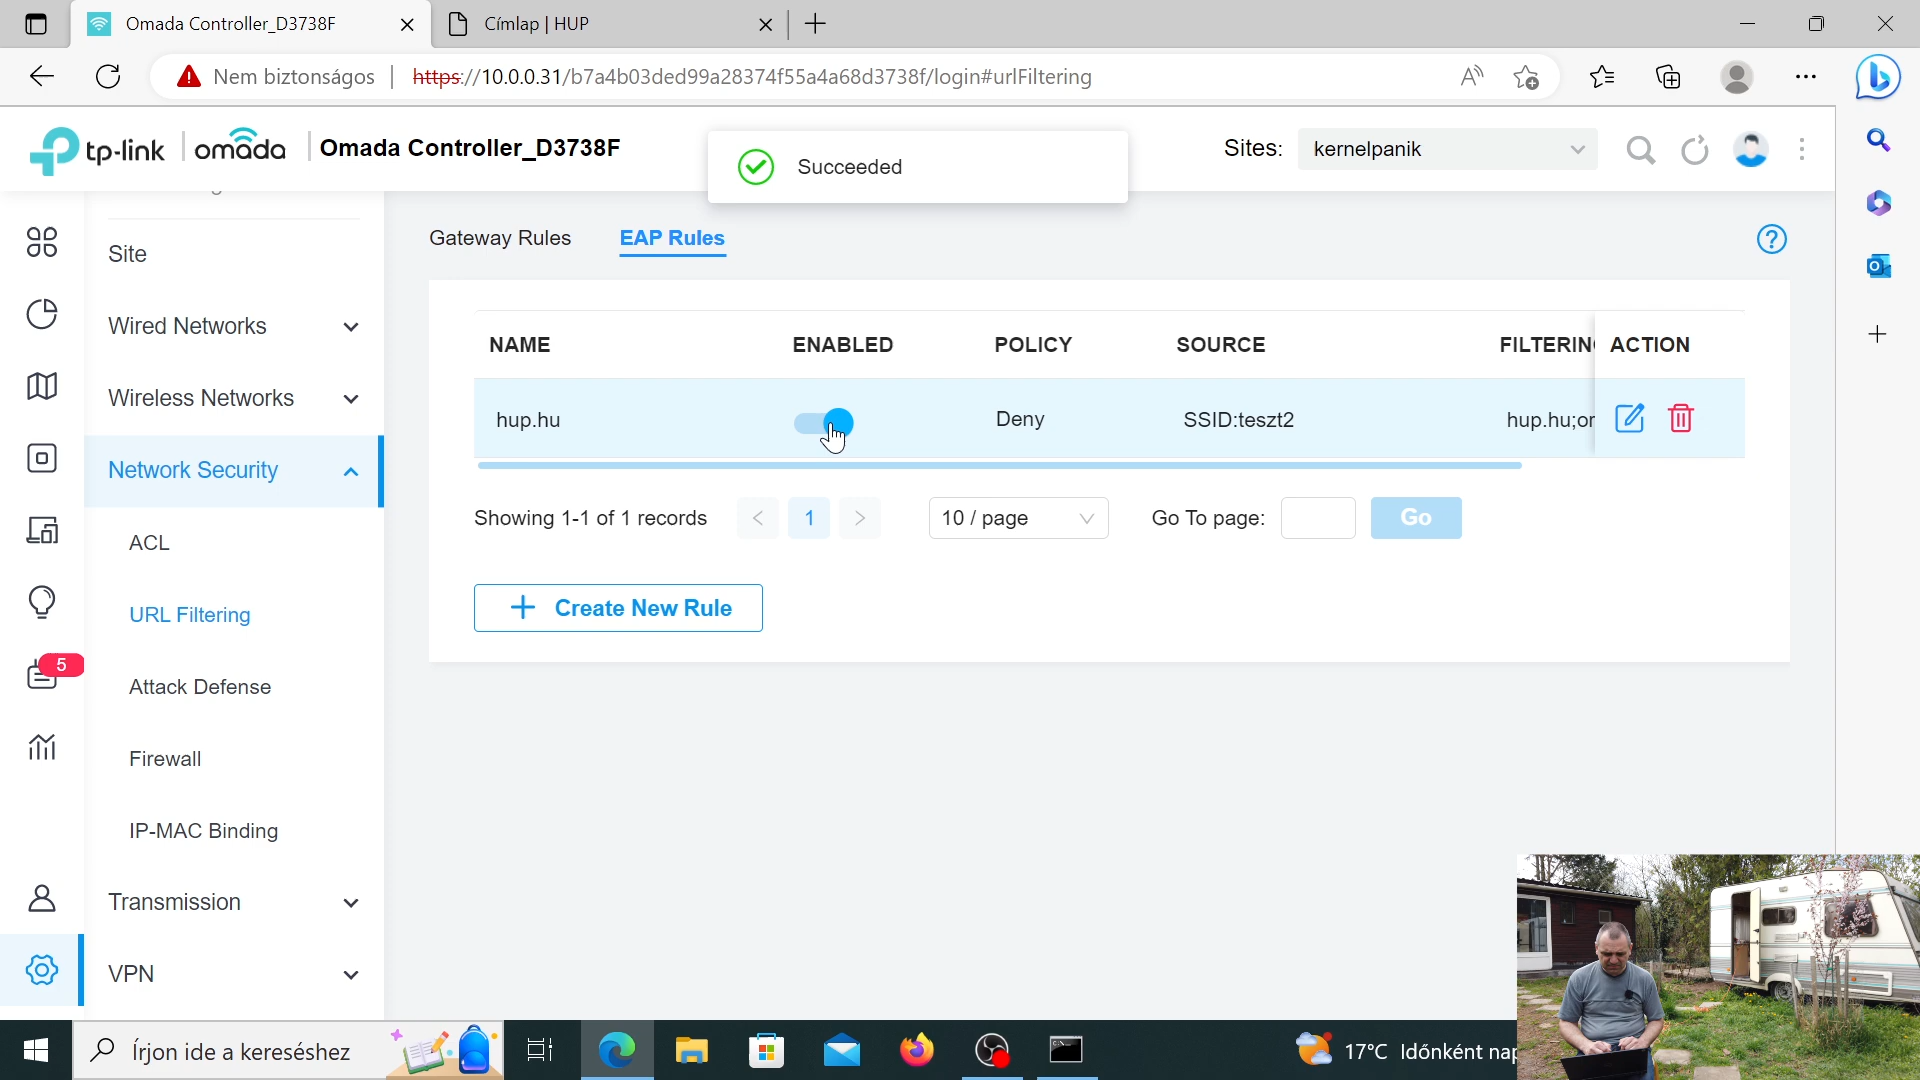 Omada Controller_D3738F
Címlap | HUP
Nem biztonságos
https://10.0.0.31/b7a4b03ded99a28374f55a4a68d3738f/login#urlFiltering
tp-link
omada
Omada Controller_D3738F
Succeeded
Sites:
kernelpanik
Site
Wired Networks
Wireless Networks
Network Security
ACL
URL Filtering
Attack Defense
Firewall
IP-MAC Binding
Transmission
VPN
5
Gateway Rules
EAP Rules
NAME ENABLED POLICY SOURCE FILTERIN ACTION
hup.hu Deny SSID:teszt2 hup.hu;or
Showing 1-1 of 1 records
1
10 / page
Go To page:
Go
Create New Rule
Írjon ide a kereséshez
17°C Időnként nap